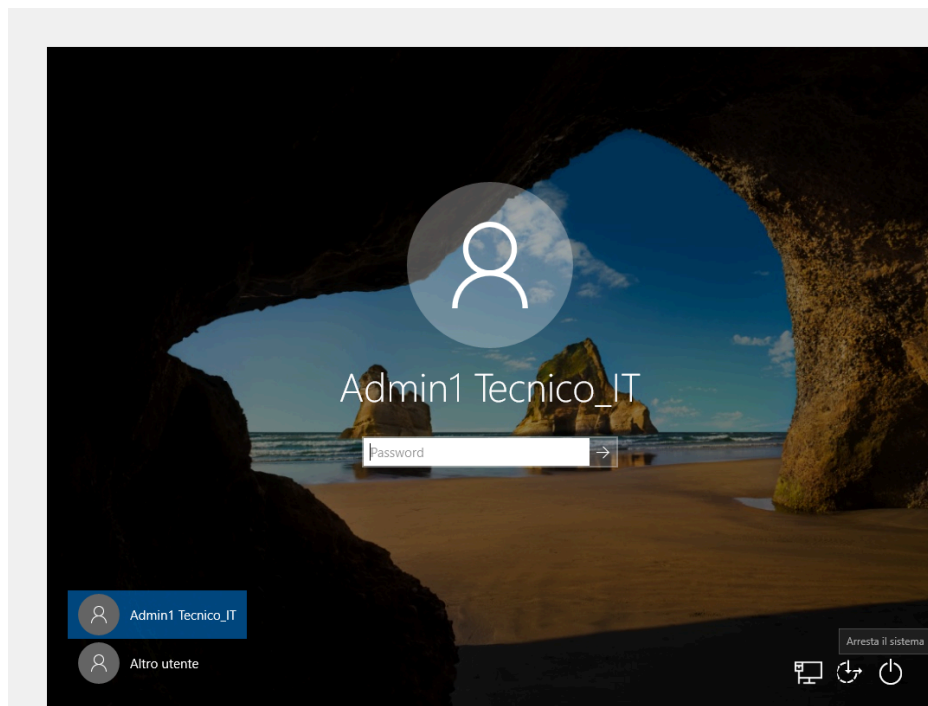 Admin1 Tecnico_IT
Password
Admin1 Tecnico_IT
Altro utente
Arresta il sistema